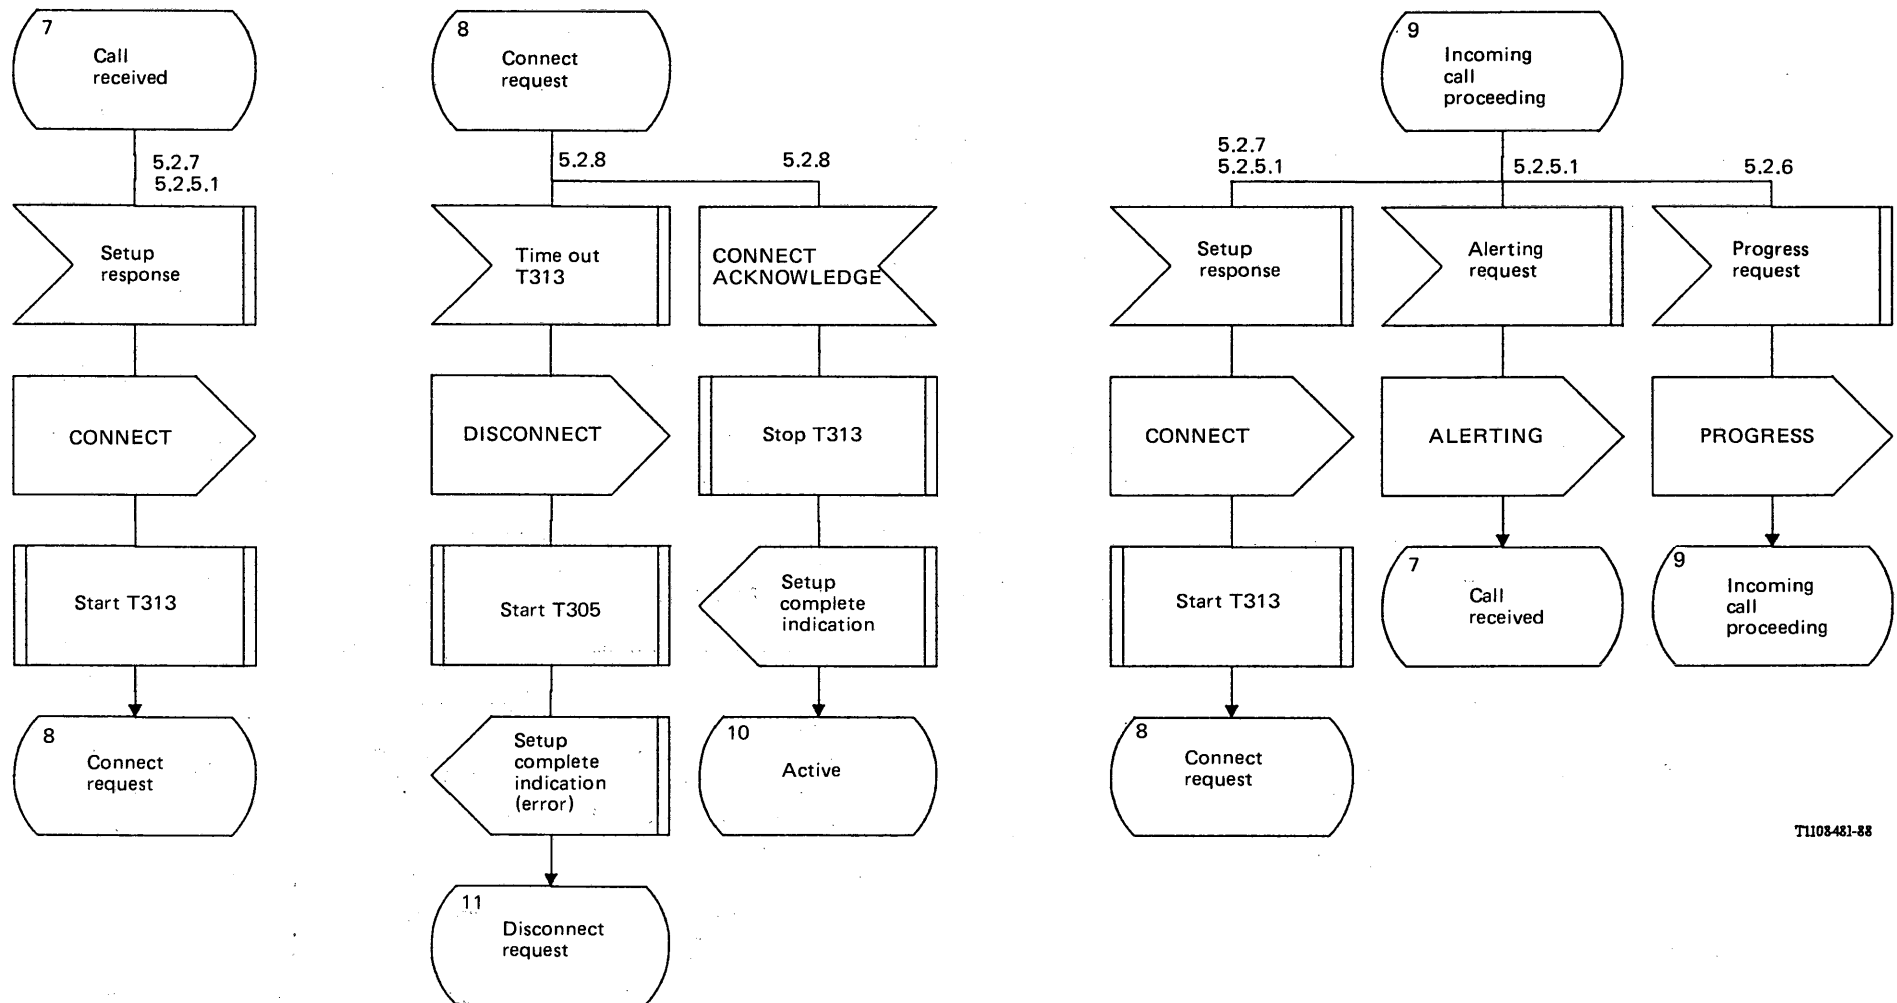 7
Call
received
5.2.7
5.2.5.1
Setup
response
CONNECT
Start T313
8
Connect
request
8
Connect
request
5.2.8
5.2.8
Time out
T313
DISCONNECT
Start T305
Setup
complete
indication
(error)
11
Disconnect
request
CONNECT
ACKNOWLEDGE
Stop T313
Setup
complete
indication
10
Active
9
Incoming
call
proceeding
5.2.7
5.2.5.1
5.2.5.1
5.2.6
Setup
response
CONNECT
Start T313
8
Connect
request
Alerting
request
ALERTING
7
Call
received
Progress
request
PROGRESS
9
Incoming
call
proceeding
T1108481-88